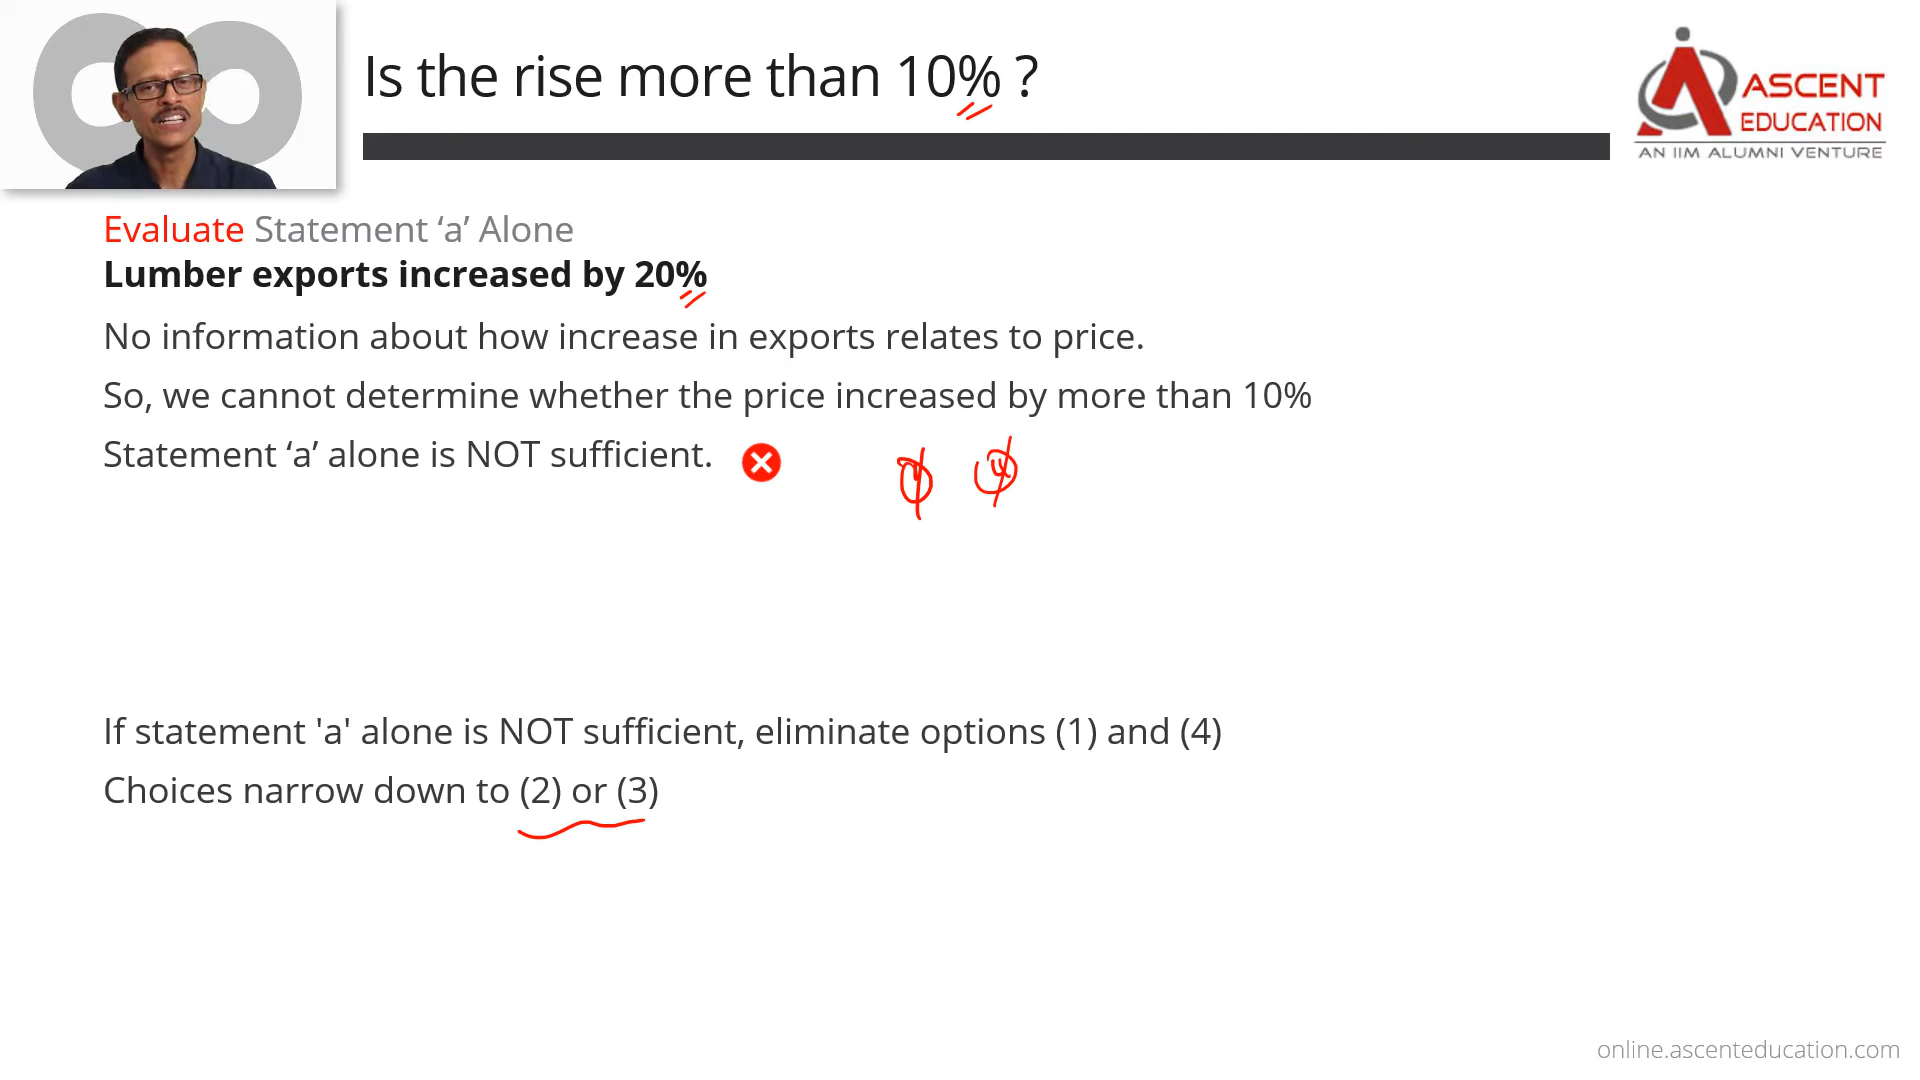 Is the rise more than 10% ?
ASCENT
EDUCATION
AN IIM ALUMNI VENTURE
Evaluate Statement ‘a’ Alone
Lumber exports increased by 20%
No information about how increase in exports relates to price.
So, we cannot determine whether the price increased by more than 10%
Statement ‘a’ alone is NOT sufficient.
1 4
If statement 'a' alone is NOT sufficient, eliminate options (1) and (4)
Choices narrow down to (2) or (3)
online.ascenteducation.com